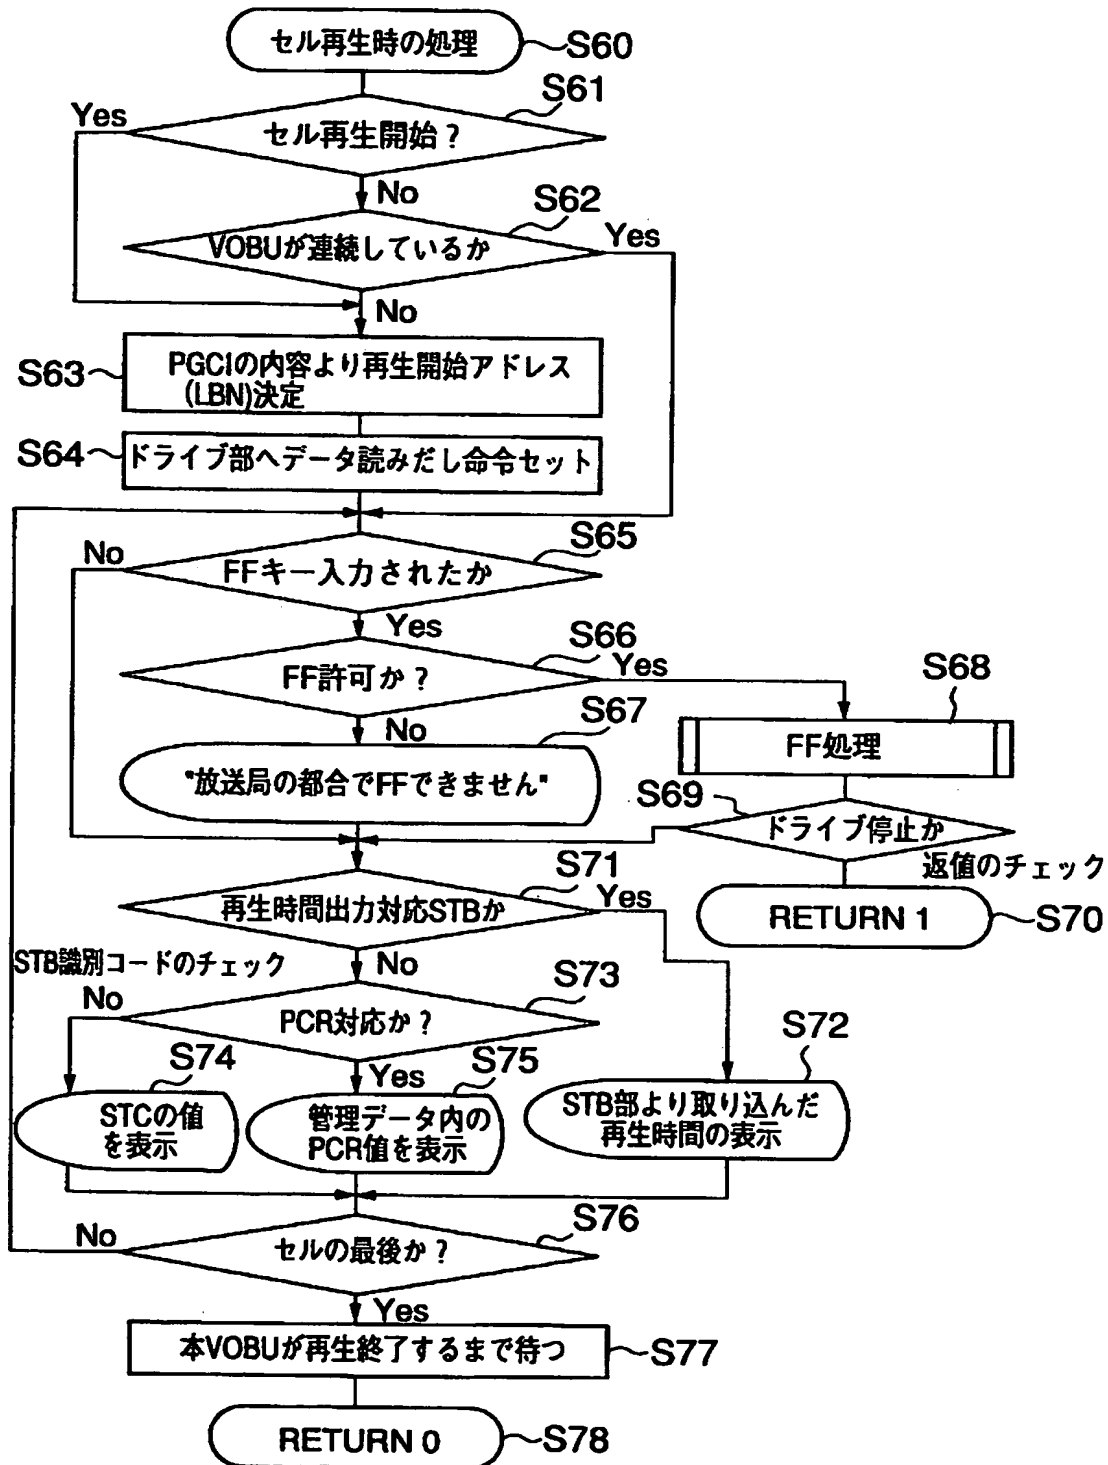 セル再生時の処理
S60
S61
Yes
セル再生開始?
No
S62
VOBUが連続しているか
Yes
No
S63
PGCIの内容より再生開始アドレス
(LBN)決定
S64
ドライブ部へデータ読みだし命令セット
S65
No
FFキー入力されたか
Yes
S66
FF許可か?
Yes
S68
No
S67
FF処理
"放送局の都合でFFできません"
S69
ドライブ停止か
返値のチェック
S71
再生時間出力対応STBか
Yes
RETURN 1
S70
STB識別コードのチェック
No
S73
No
PCR対応か?
S72
S74
Yes
S75
STCの値
を表示
管理データ内の
PCR値を表示
STB部より取り込んだ
再生時間の表示
S76
No
セルの最後か?
Yes
本VOBUが再生終了するまで待つ
S77
RETURN 0
S78